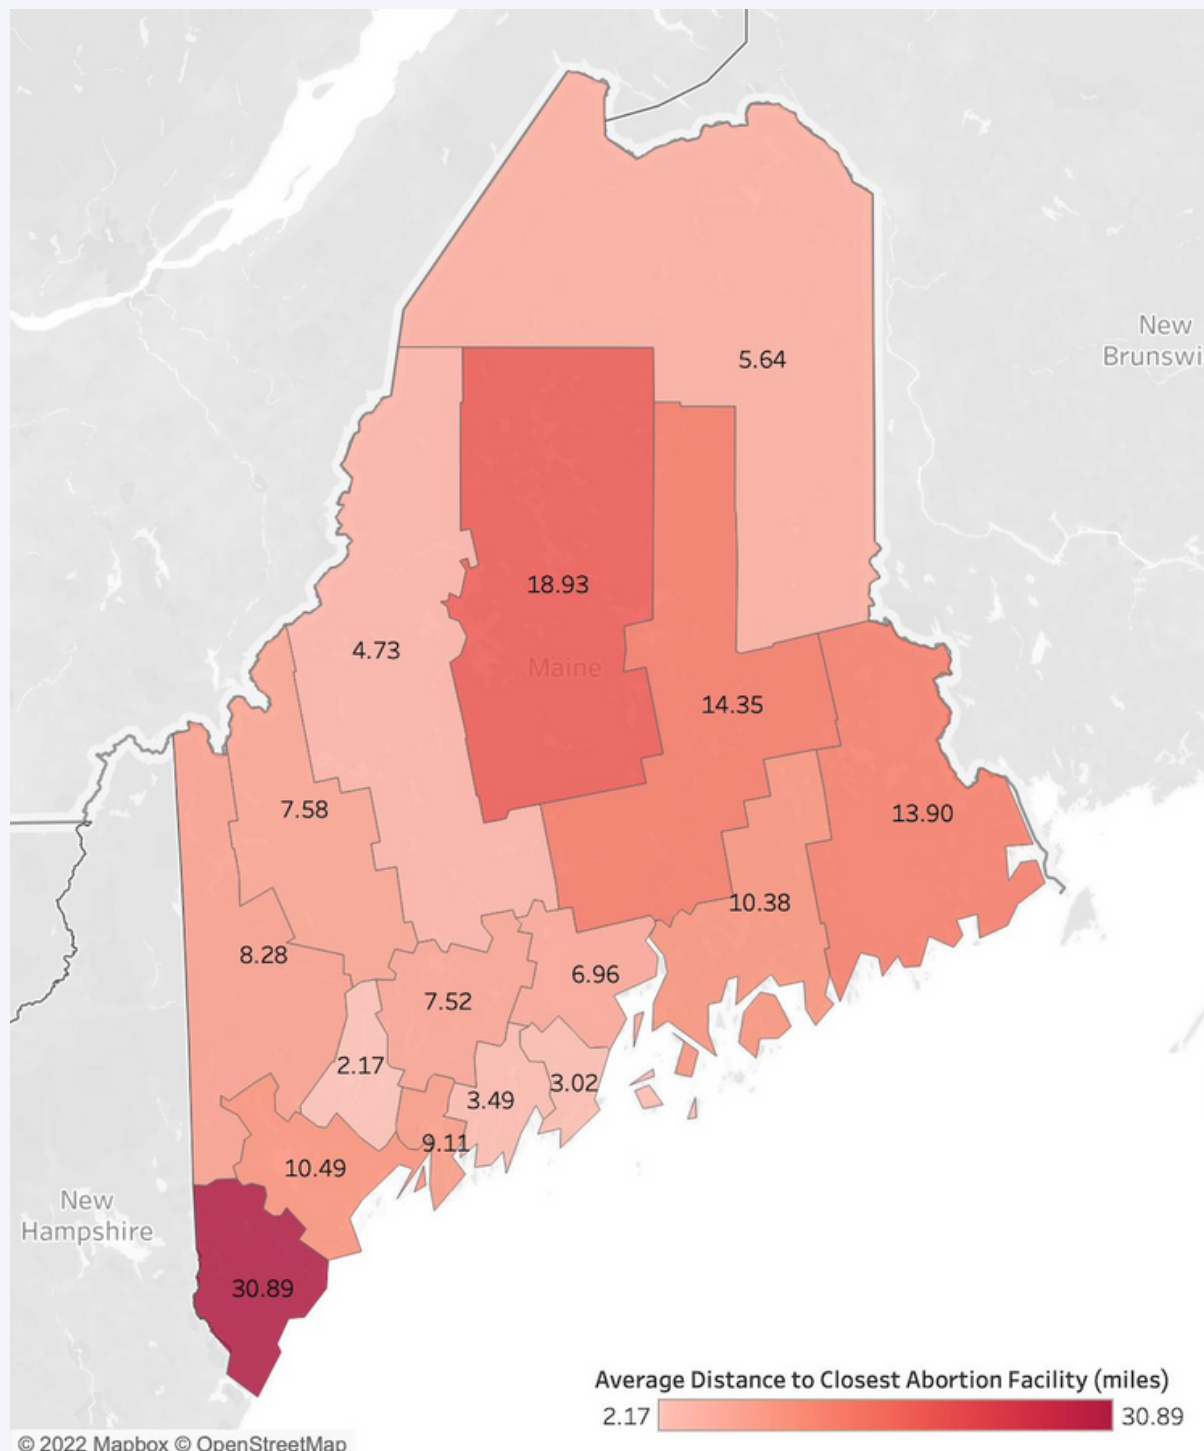 New
Brunswi
5.64
18.93
4.73
Maine
14.35
7.58
13.90
10.38
8.28
6.96
7.52
2.17
3.02
3.49
9.11
10.49
New
Hampshire
30.89
Average Distance to Closest Abortion Facility (miles)
2.17 30.89
© 2022 Mapbox © OpenStreetMap